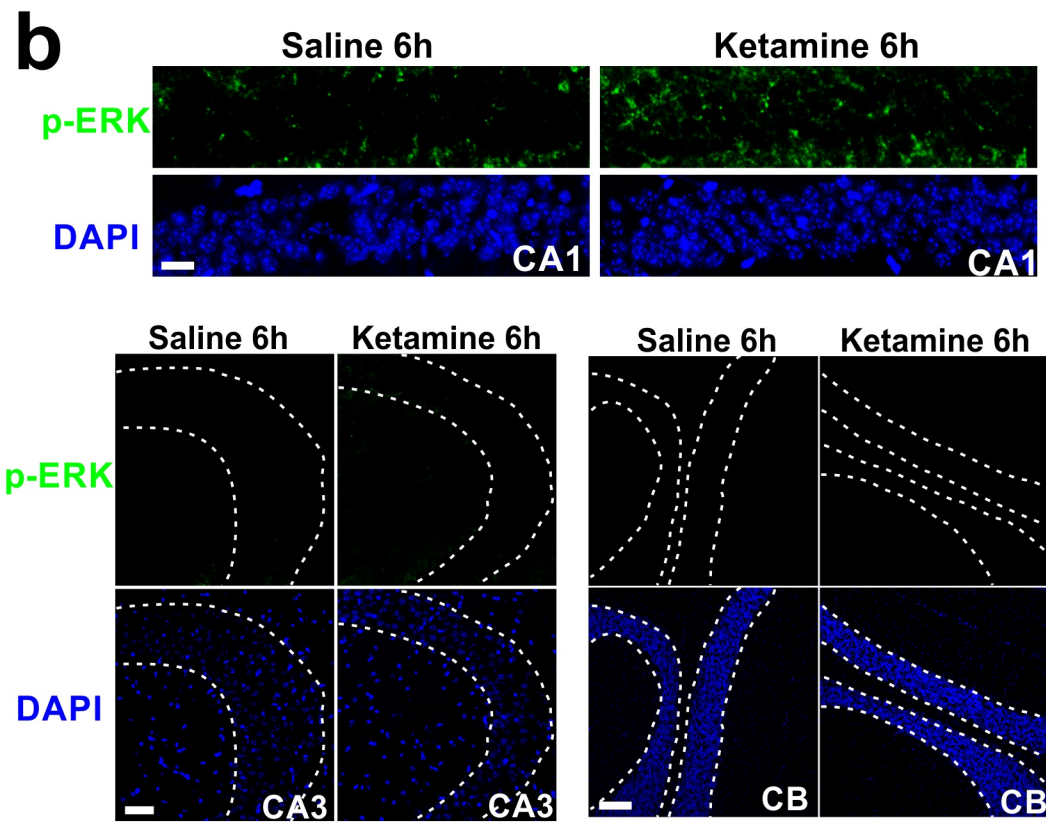 b
Saline 6h Ketamine 6h
p-ERK
DAPI
CA1 CA1
Saline 6h Ketamine 6h Saline 6h Ketamine 6h
p-ERK
DAPI
CA3 CA3 CB CB